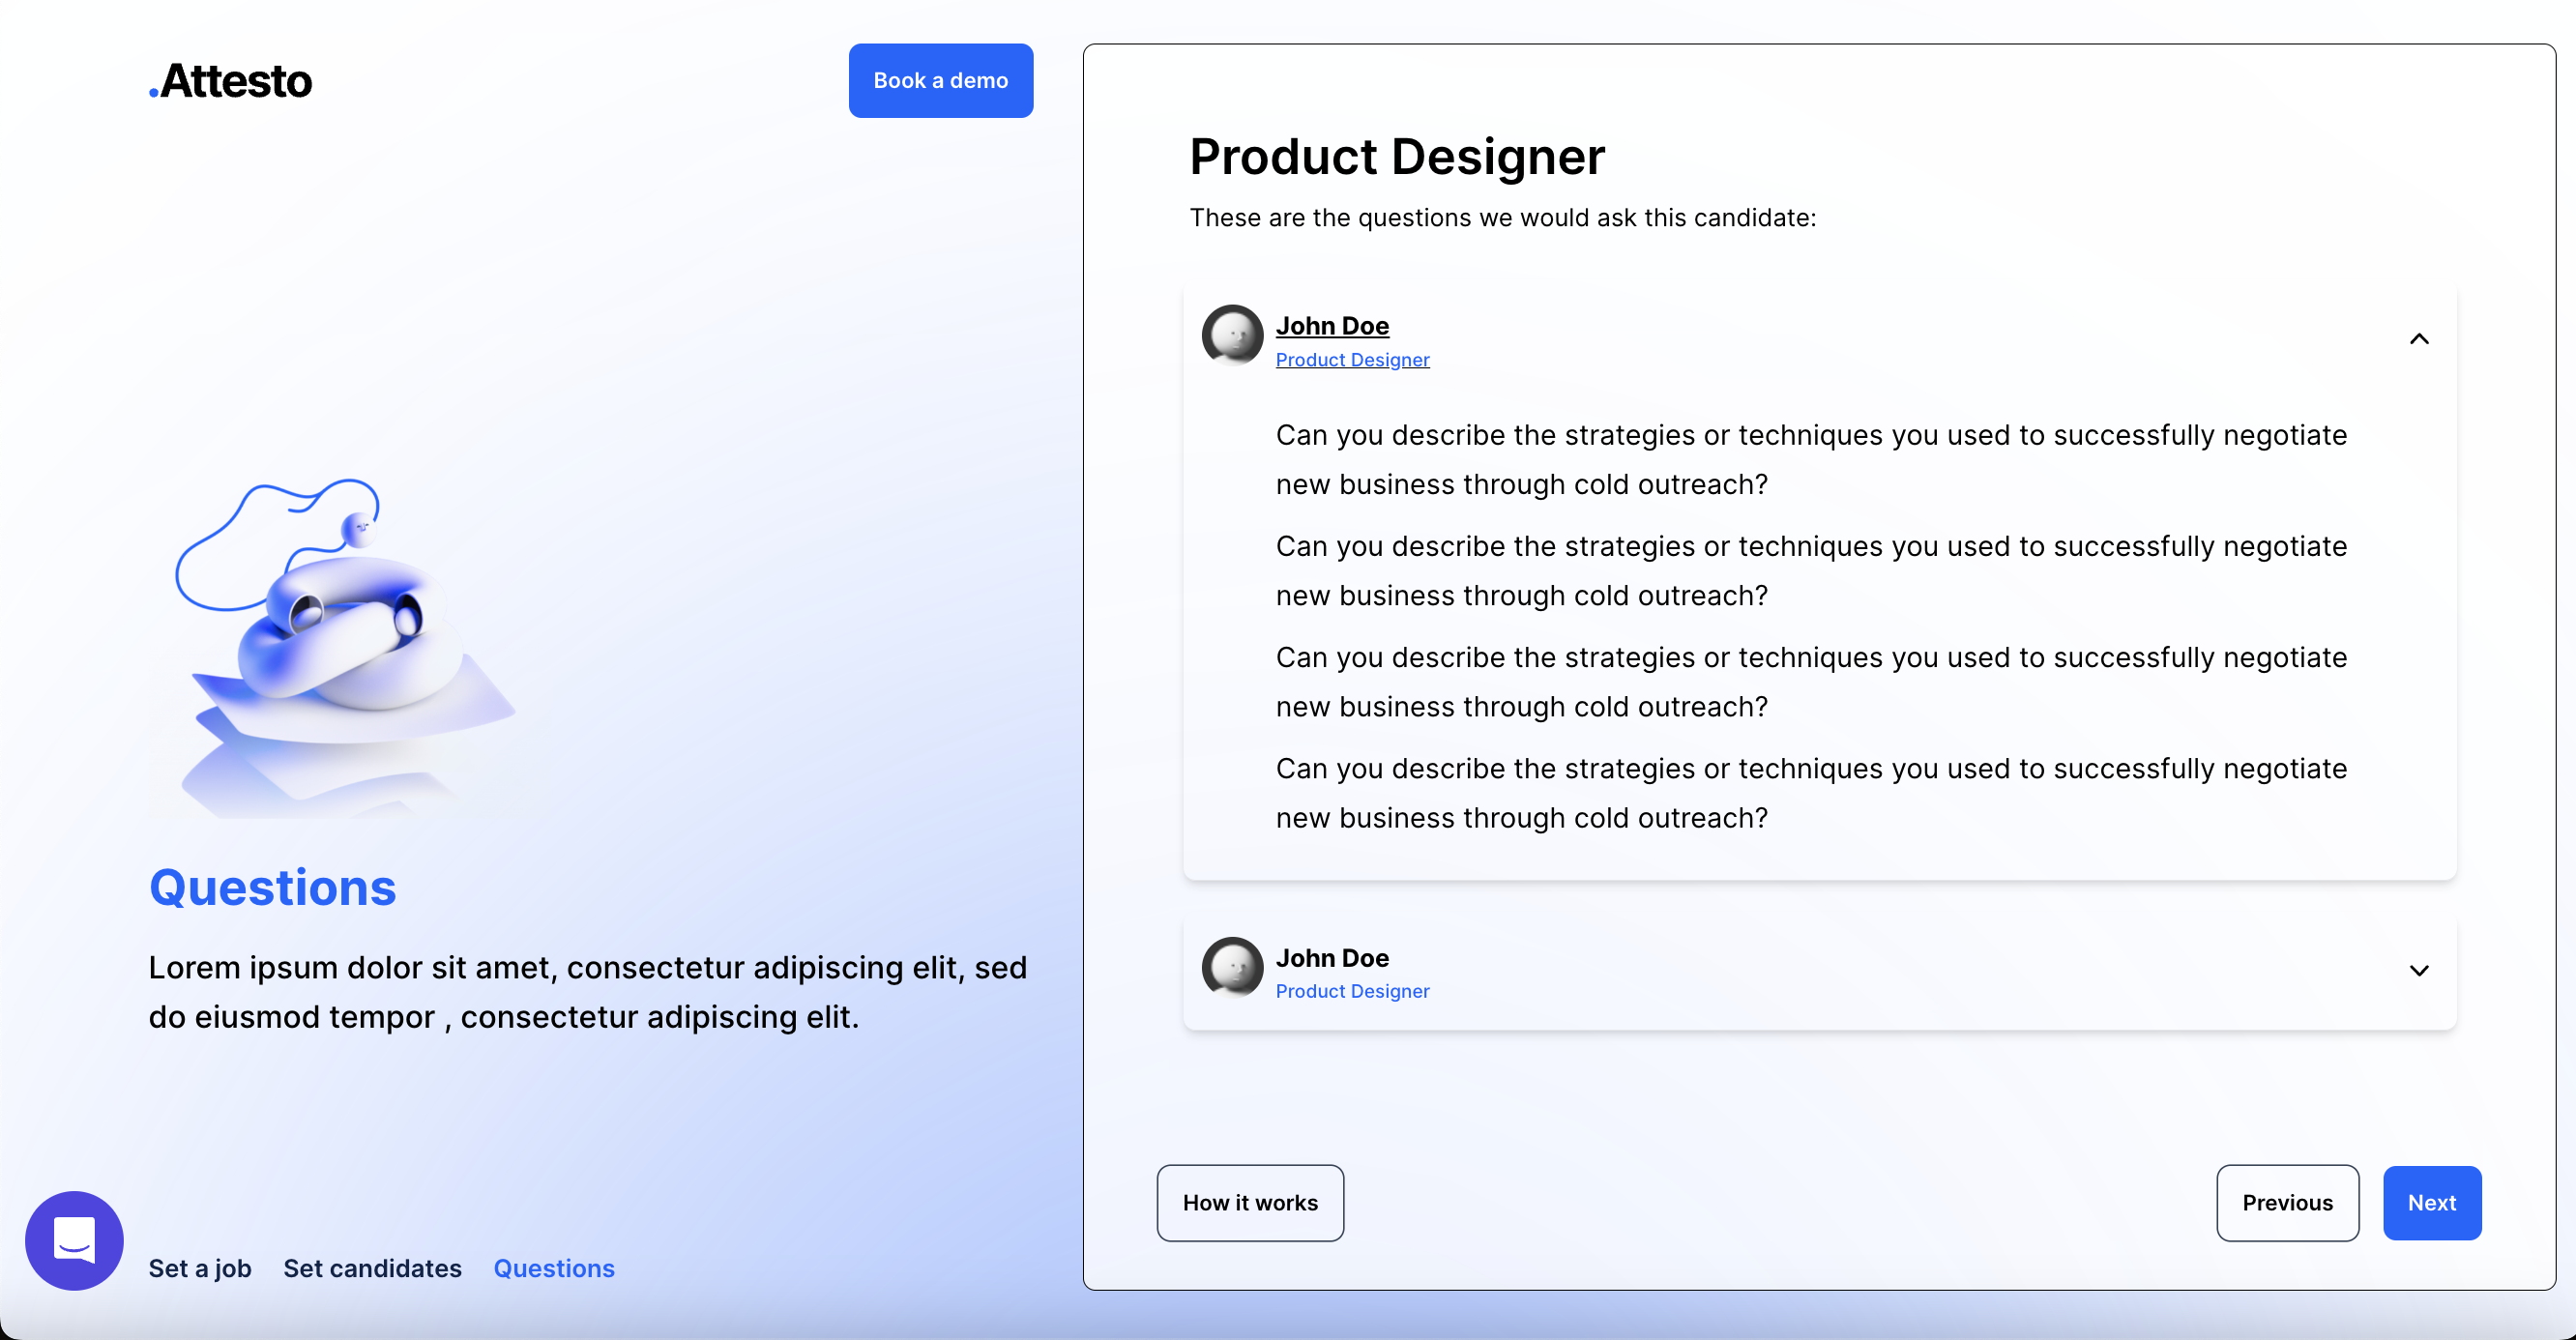 .Attesto
Book a demo
Questions
Lorem ipsum dolor sit amet, consectetur adipiscing elit, sed
do eiusmod tempor , consectetur adipiscing elit.
Set a job
Set candidates
Questions
Product Designer
These are the questions we would ask this candidate:
John Doe
Product Designer
Can you describe the strategies or techniques you used to successfully negotiate
new business through cold outreach?
Can you describe the strategies or techniques you used to successfully negotiate
new business through cold outreach?
Can you describe the strategies or techniques you used to successfully negotiate
new business through cold outreach?
Can you describe the strategies or techniques you used to successfully negotiate
new business through cold outreach?
John Doe
Product Designer
How it works
Previous
Next